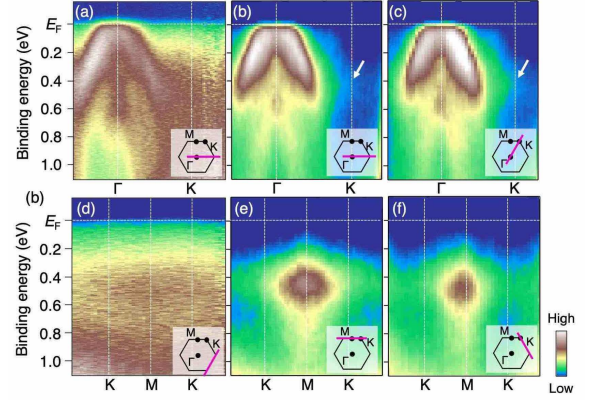 (a) (b) (c)
Binding energy (eV)
E_F
0.2
0.4
0.6
0.8
1.0
M K Γ
M K Γ
M K Γ
Γ K Γ K Γ K
(b)
(d) (e) (f)
Binding energy (eV)
E_F
0.2
0.4
0.6
0.8
1.0
M K Γ
M K Γ
M K Γ
K M K K M K K M K
High
Low